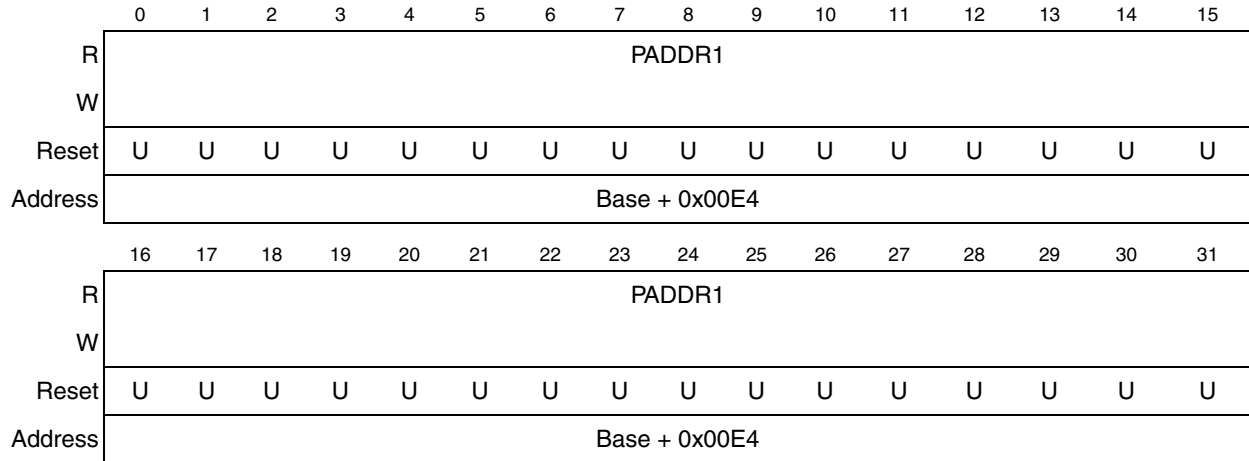 0 1 2 3 4 5 6 7 8 9 10 11 12 13 14 15
R PADDR1
W
Reset U U U U U U U U U U U U U U U U
Address Base + 0x00E4
16 17 18 19 20 21 22 23 24 25 26 27 28 29 30 31
R PADDR1
W
Reset U U U U U U U U U U U U U U U U
Address Base + 0x00E4